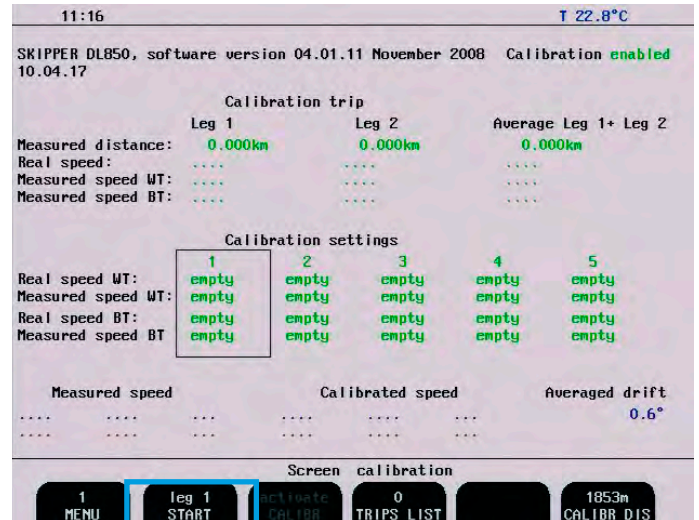 11:16 T 22.8°C
SKIPPER DL850, software version 04.01.11 November 2008 Calibration enabled
10.04.17
Calibration trip
Leg 1 Leg 2 Average Leg 1+ Leg 2
Measured distance: 0.000km 0.000km 0.000km
Real speed: .... .... ....
Measured speed WT: .... .... ....
Measured speed BT: .... .... ....
Calibration settings
1 2 3 4 5
Real speed WT: empty empty empty empty empty
Measured speed WT: empty empty empty empty empty
Real speed BT: empty empty empty empty empty
Measured speed BT empty empty empty empty empty
Measured speed Calibrated speed Averaged drift
.... .... ... .... .... ... 0.6°
.... .... ... .... .... ...
Screen calibration
1 leg 1 activate 0 1853m
MENU START CALIBR TRIPS LIST CALIBR DIS